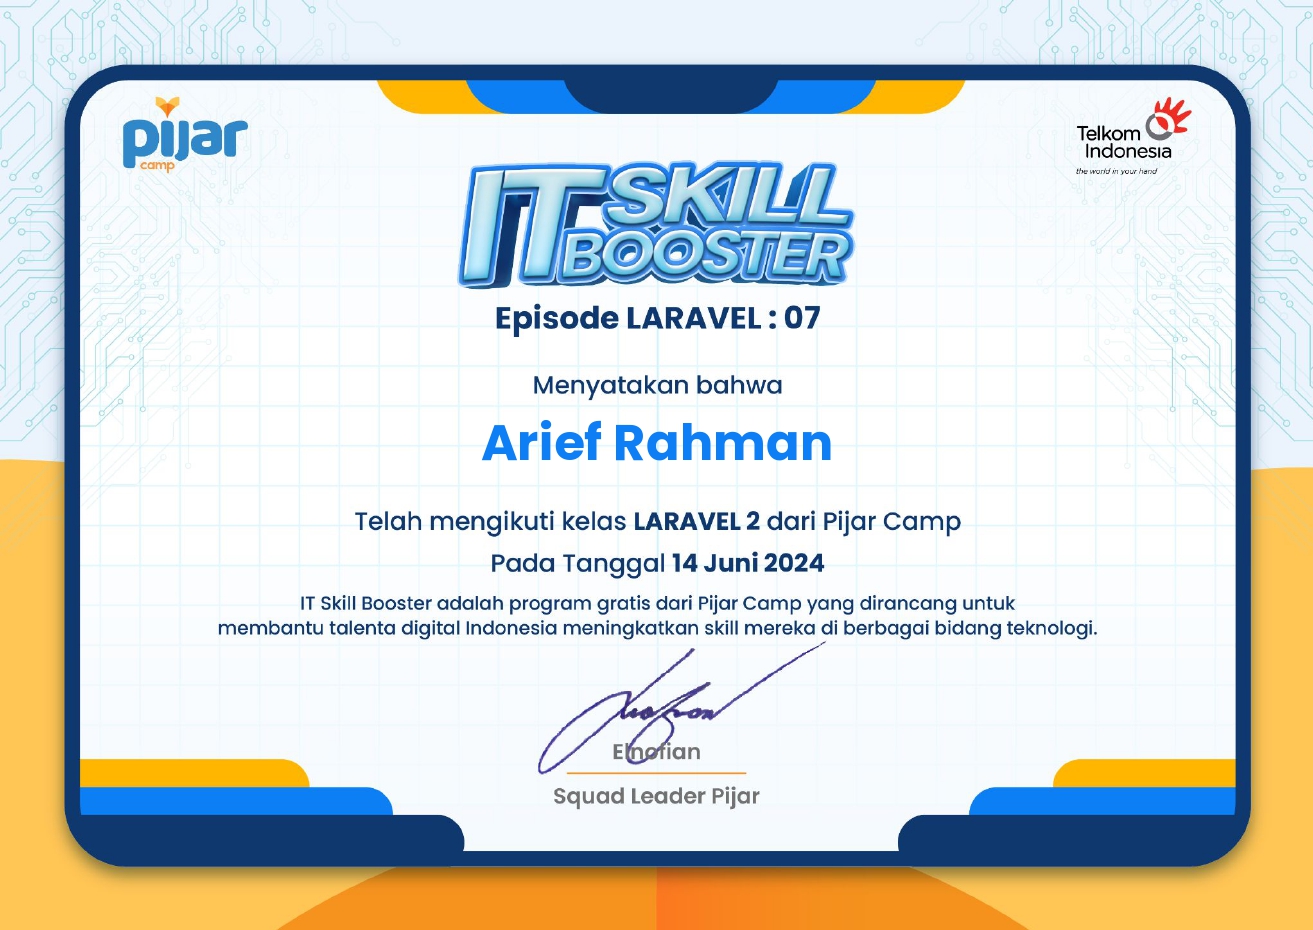 pijar
camp
Telkom
Indonesia
the world in your hand
IT SKILL
BOOSTER
Episode LARAVEL : 07
Menyatakan bahwa
Arief Rahman
Telah mengikuti kelas LARAVEL 2 dari Pijar Camp
Pada Tanggal 14 Juni 2024
IT Skill Booster adalah program gratis dari Pijar Camp yang dirancang untuk
membantu talenta digital Indonesia meningkatkan skill mereka di berbagai bidang teknologi.
Elnofian
Squad Leader Pijar